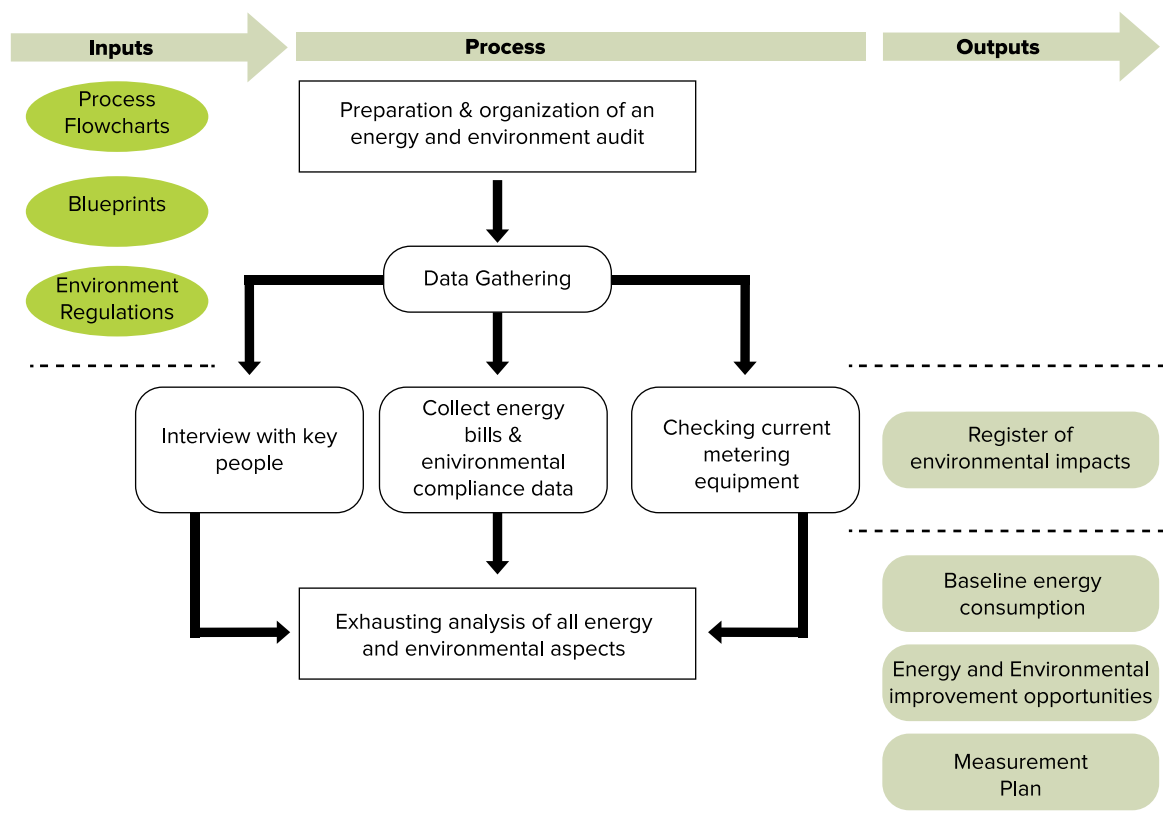 Inputs
Process
Outputs
Process
Flowcharts
Blueprints
Environment
Regulations
Preparation & organization of an
energy and environment audit
Data Gathering
Interview with key
people
Collect energy
bills &
enivironmental
compliance data
Checking current
metering
equipment
Exhausting analysis of all energy
and environmental aspects
Register of
environmental impacts
Baseline energy
consumption
Energy and Environmental
improvement opportunities
Measurement
Plan